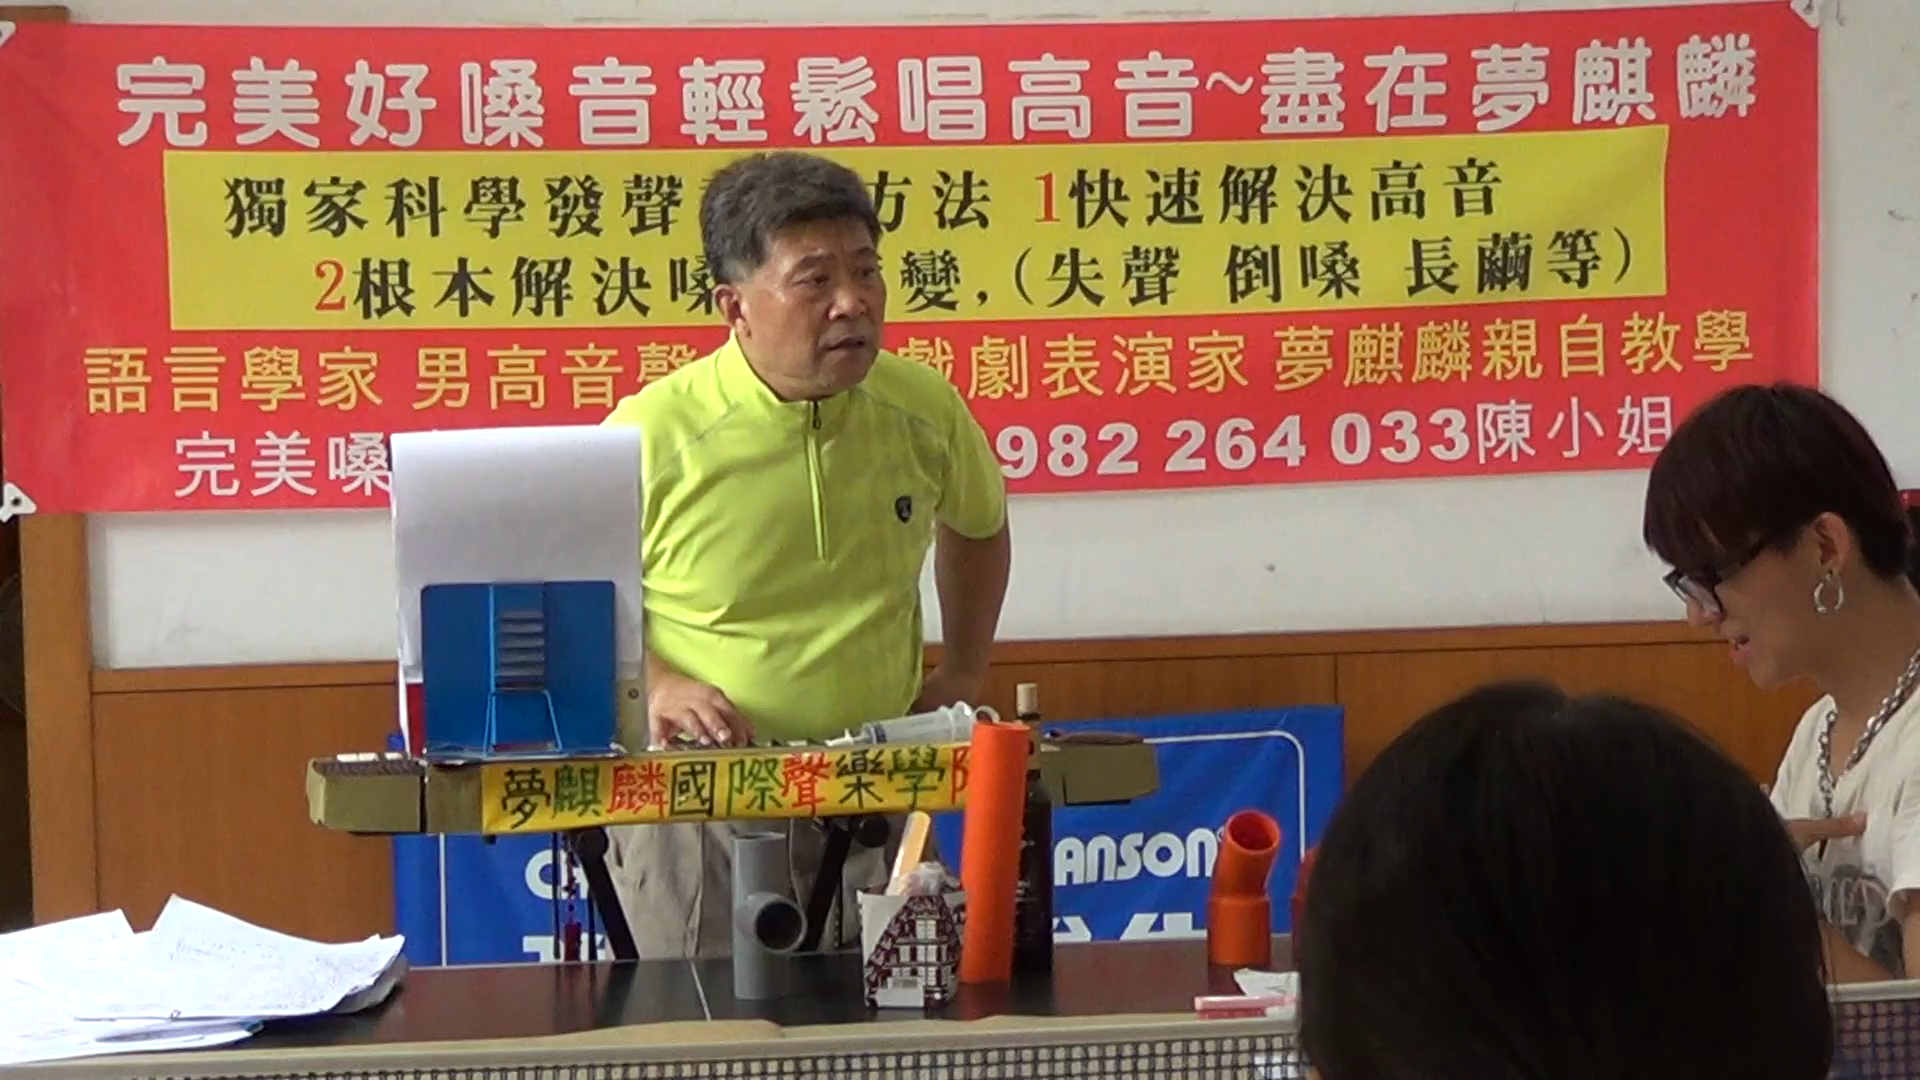 完美好嗓音輕鬆唱高音~盡在夢麒麟
獨家科學發聲 方法 1快速解決高音
2根本解決嗓 變,(失聲 倒嗓 長繭等)
語言學家 男高音聲 戲劇表演家 夢麒麟親自教學
完美嗓 982 264 033陳小姐
夢麒麟國際聲樂學
C ANSON